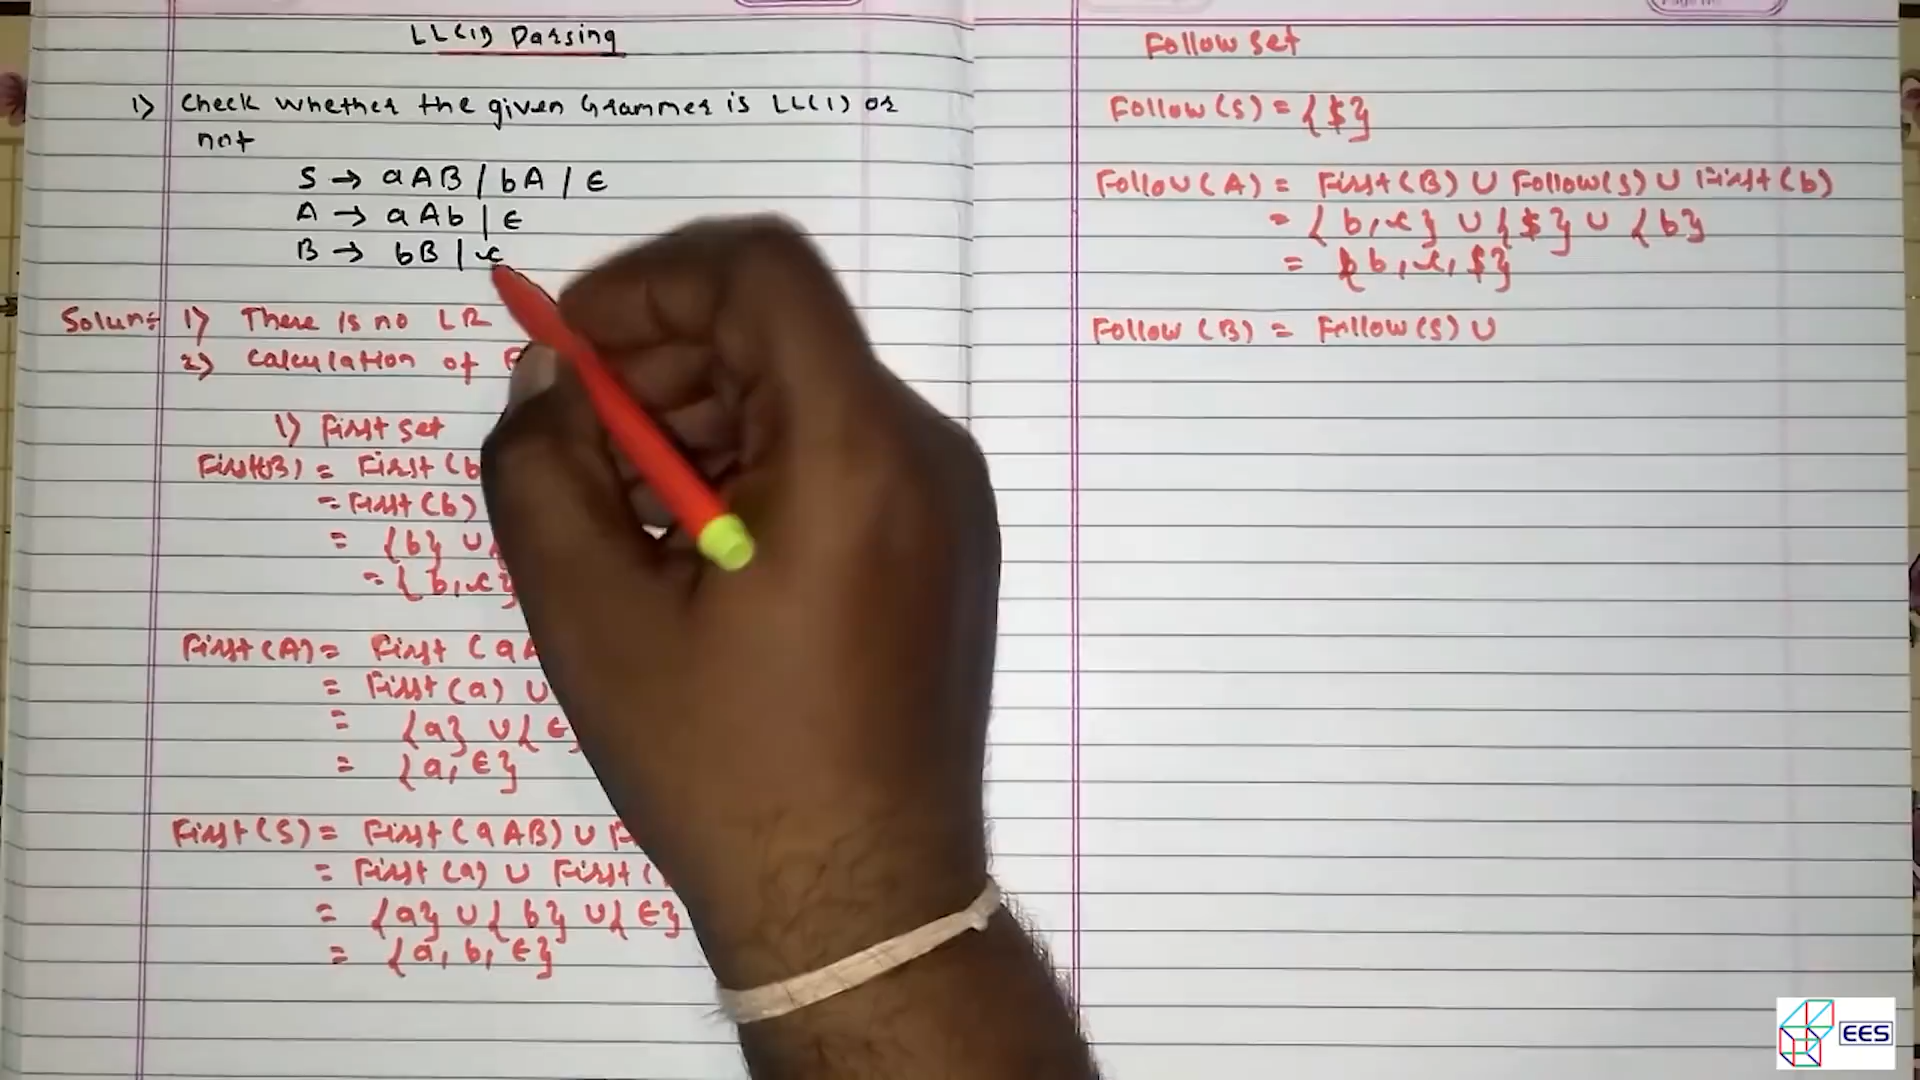 LL(1) Parsing
1) Check whether the given Grammer is LL(1) or
not
S → aAB | bA | ε
A → aAb | ε
B → bB | c
Solun:- 1) There is no LR
2) Calculation of F
1) First set
First(B) = First (b
= First (b)
= {b} ∪ {
= {b, c}
First (A) = First (aA
= First (a) ∪
= {a} ∪ {ε}
= {a, ε}
First (S) = First (aAB) ∪ F
= First (a) ∪ First (
= {a} ∪ {b} ∪ {ε}
= {a, b, ε}
Follow set
Follow (S) = {$}
Follow (A) = First (B) ∪ Follow(S) ∪ First (b)
= {b, c} ∪ {$} ∪ {b}
= {b, c, $}
Follow (B) = Follow (S) ∪
EES